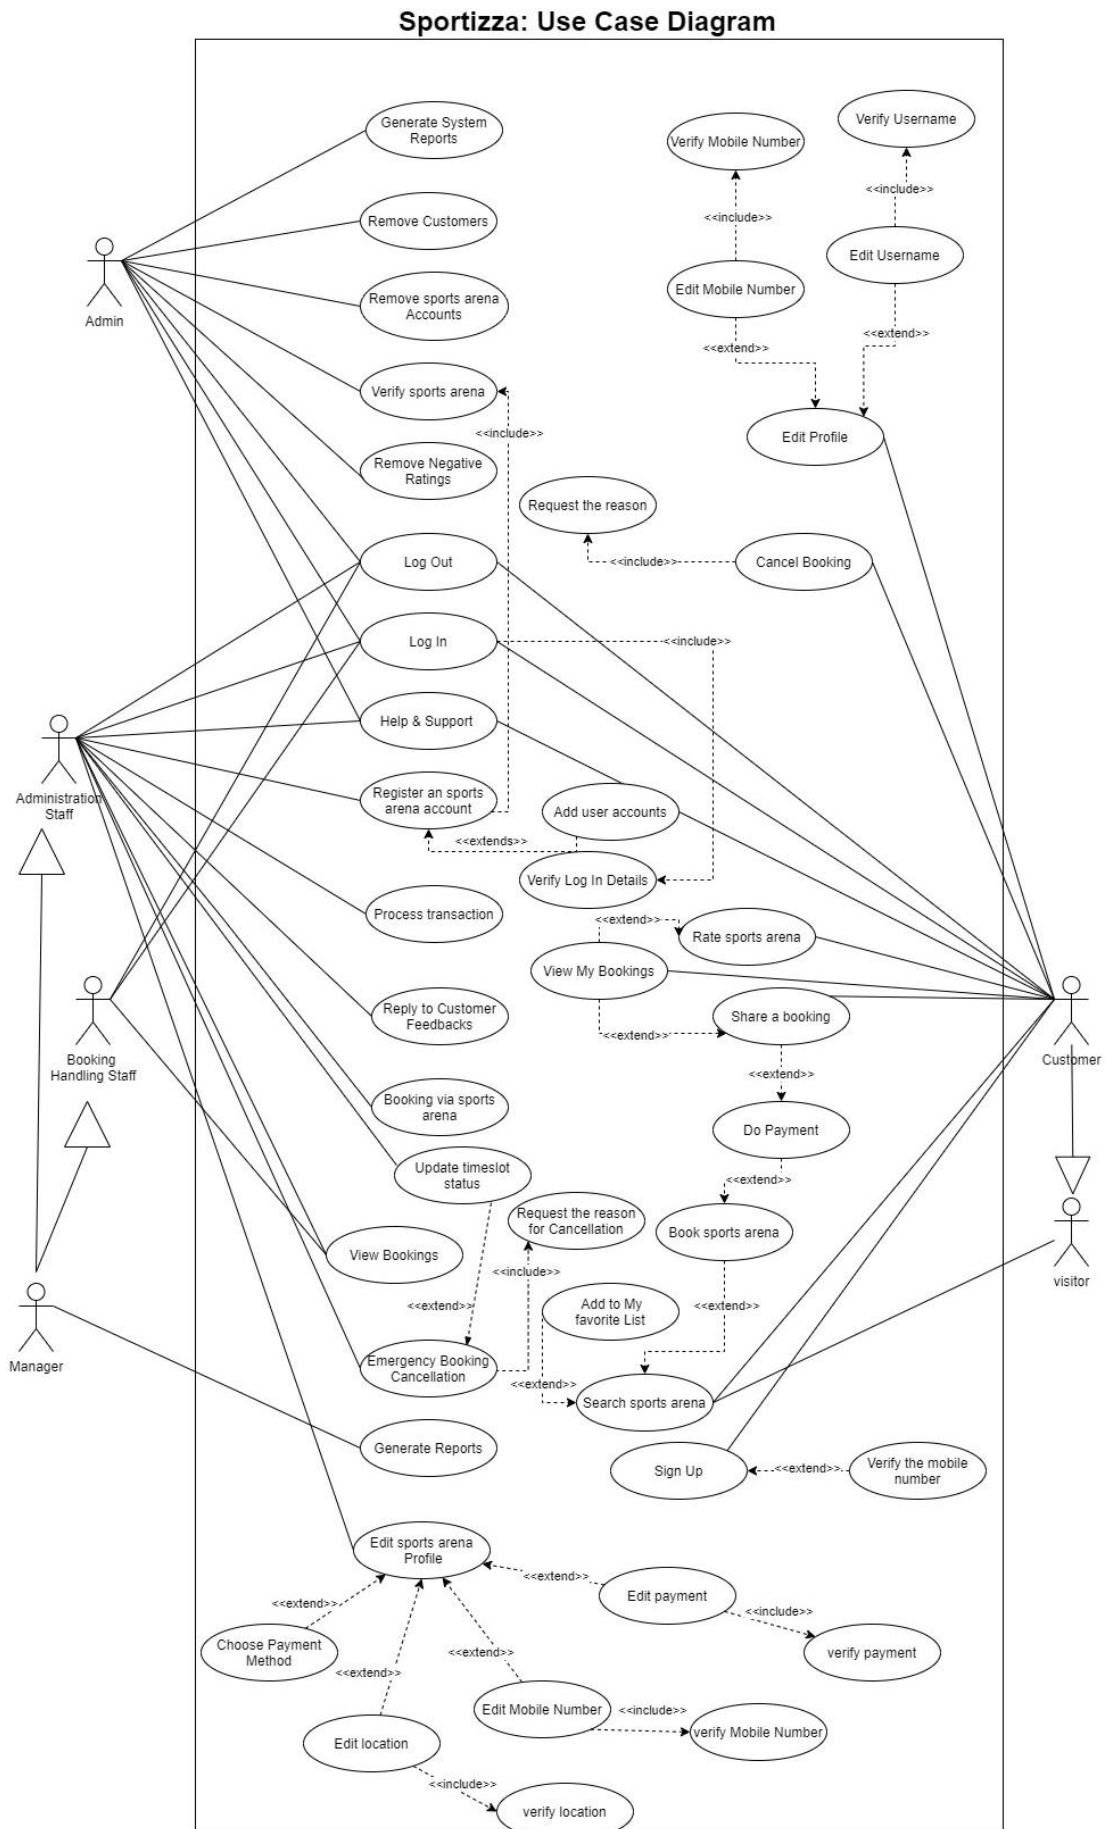 Sportizza: Use Case Diagram
Generate System
Reports
Verify Mobile Number
Verify Username
<<include>>
<<include>>
Remove Customers
Edit Username
Admin
Remove sports arena
Accounts
Edit Mobile Number
<<extend>>
<<extend>>
Verify sports arena
<<include>>
Edit Profile
Remove Negative
Ratings
Request the reason
Log Out
<<include>>
Cancel Booking
Log In
<<include>>
Help & Support
Administration
Staff
Register an sports
arena account
Add user accounts
<<extends>>
Verify Log In Details
Process transaction
<<extend>>
Rate sports arena
View My Bookings
Reply to Customer
Feedbacks
Share a booking
<<extend>>
Booking
Handling Staff
Customer
<<extend>>
Booking via sports
arena
Do Payment
Update timeslot
status
<<extend>>
Request the reason
for Cancellation
Book sports arena
View Bookings
<<include>>
visitor
<<extend>>
Add to My
favorite List
<<extend>>
Manager
Emergency Booking
Cancellation
<<extend>>
Search sports arena
Generate Reports
Sign Up
<<extend>>
Verify the mobile
number
Edit sports arena
Profile
<<extend>>
Edit payment
<<extend>>
<<include>>
Choose Payment
Method
<<extend>>
verify payment
<<extend>>
Edit Mobile Number
<<include>>
verify Mobile Number
Edit location
<<include>>
verify location